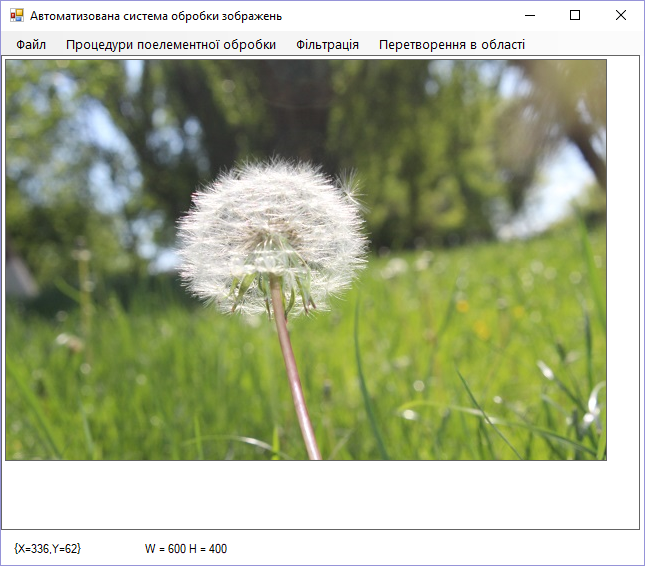 Автоматизована система обробки зображень
Файл Процедури поелементної обробки Фільтрація Перетворення в області
{X=336,Y=62} W = 600 H = 400